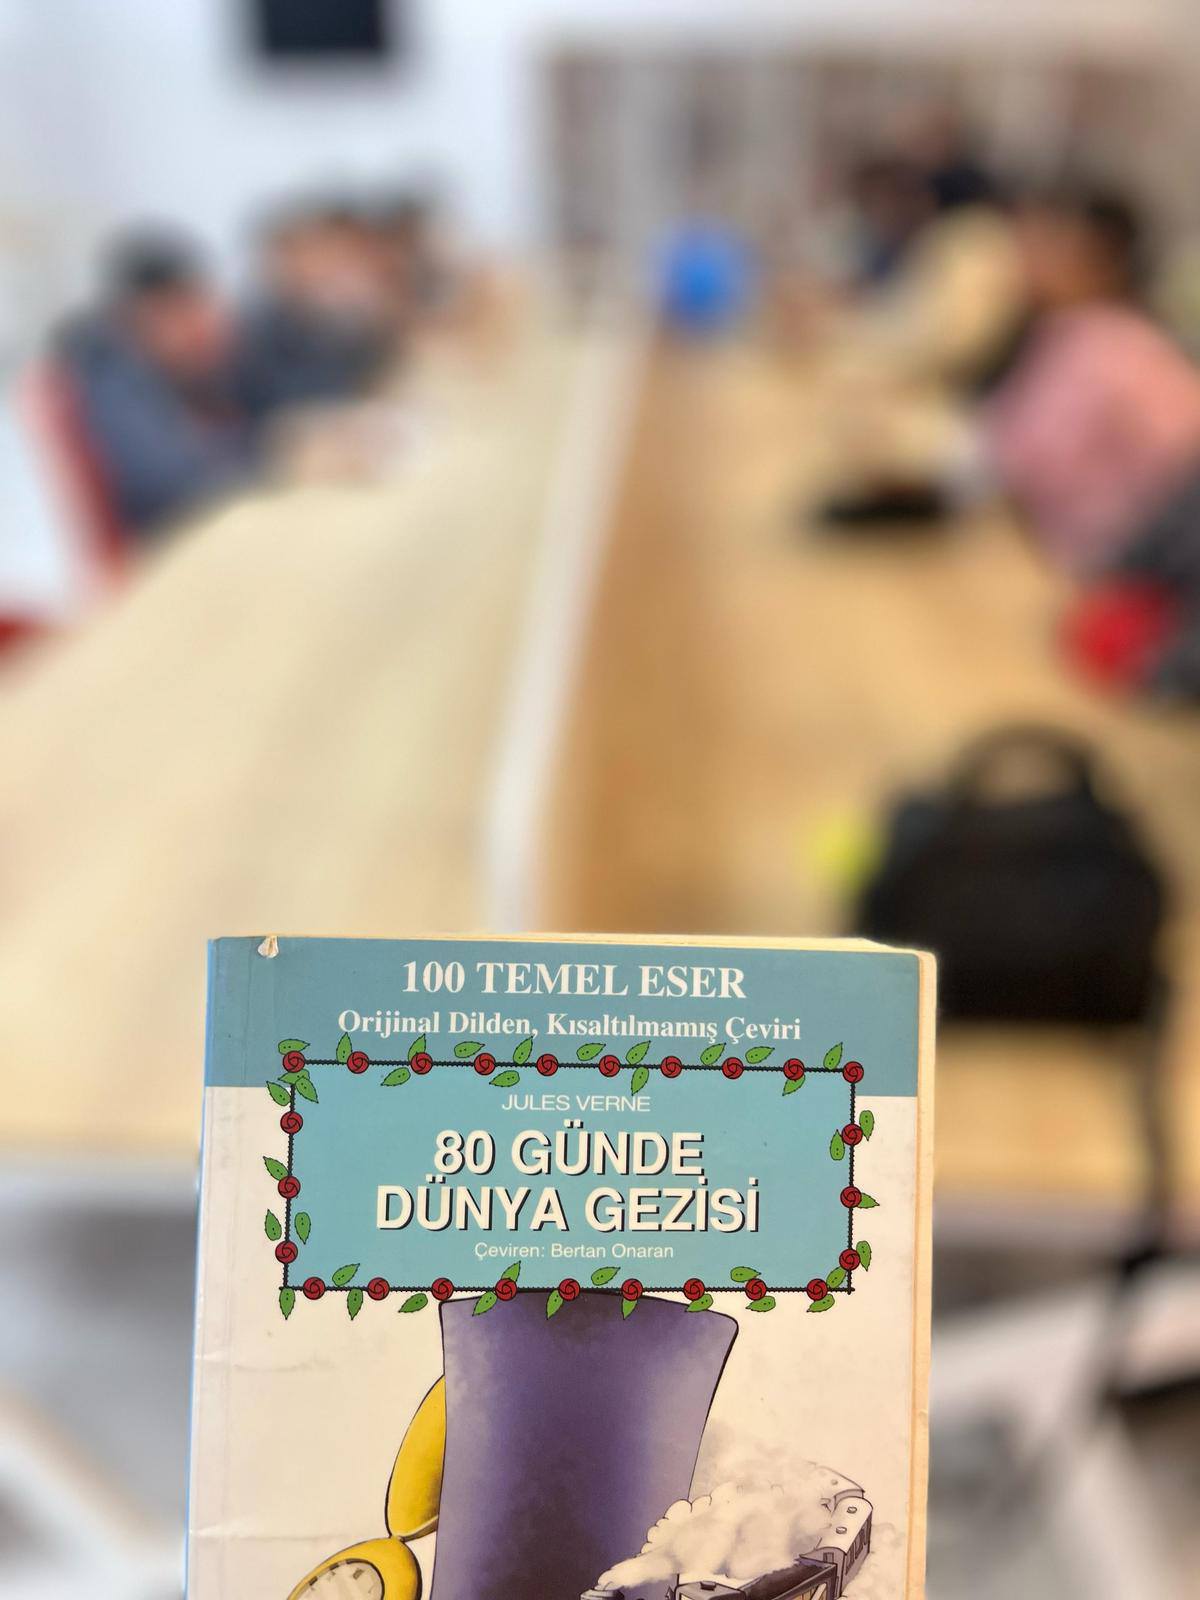 100 TEMEL ESER
Orijinal Dilden, Kısaltılmamış Çeviri
JULES VERNE
80 GÜNDE
DÜNYA GEZİSİ
Çeviren: Bertan Onaran